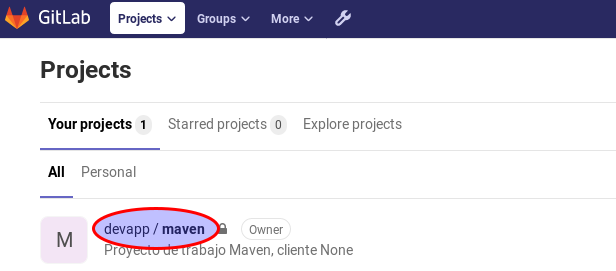 GitLab Projects Groups More
Projects
Your projects 1 Starred projects 0 Explore projects
All Personal
M devapp / maven Owner
Proyecto de trabajo Maven, cliente None